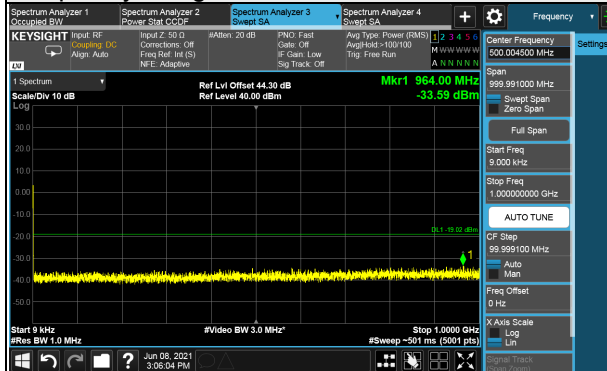 Spectrum Analyzer 1
Occupied BW
Spectrum Analyzer 2
Power Stat CCDF
Spectrum Analyzer 3
Swept SA
Spectrum Analyzer 4
Swept SA
Frequency
KEYSIGHT
Input: RF
Coupling: DC
Align: Auto
Input Z: 50 Ω
Corrections: Off
Freq Ref: Int (S)
NFE: Adaptive
#Atten: 20 dB
PNO: Fast
Gate: Off
IF Gain: Low
Sig Track: Off
Avg Type: Power (RMS)
Avg|Hold:>100/100
Trig: Free Run
1 2 3 4 5 6
M W W W W W
A N N N N N
LXI
1 Spectrum
Scale/Div 10 dB
Log
Ref Lvl Offset 44.30 dB
Ref Level 40.00 dBm
Mkr1 964.00 MHz
-33.59 dBm
30.0
20.0
10.0
0.00
-10.0
-20.0
-30.0
-40.0
-50.0
DL1 -19.02 dBm
1
Start 9 kHz
#Res BW 1.0 MHz
#Video BW 3.0 MHz*
Stop 1.0000 GHz
#Sweep ~501 ms (5001 pts)
Jun 08, 2021
3:06:04 PM
Center Frequency
500.004500 MHz
Span
999.991000 MHz
Swept Span
Zero Span
Full Span
Start Freq
9.000 kHz
Stop Freq
1.000000000 GHz
AUTO TUNE
CF Step
99.999100 MHz
Auto
Man
Freq Offset
0 Hz
X Axis Scale
Log
Lin
Signal Track
(Span Zoom)
Settings